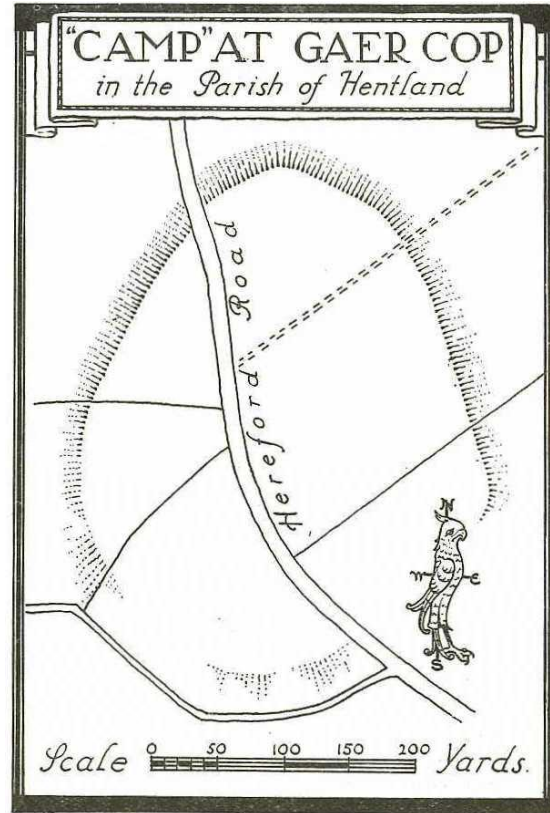 "CAMP" AT GAER COP
in the Parish of Hentland
Hereford Road
N
W E
S
Scale 0 50 100 150 200 Yards.